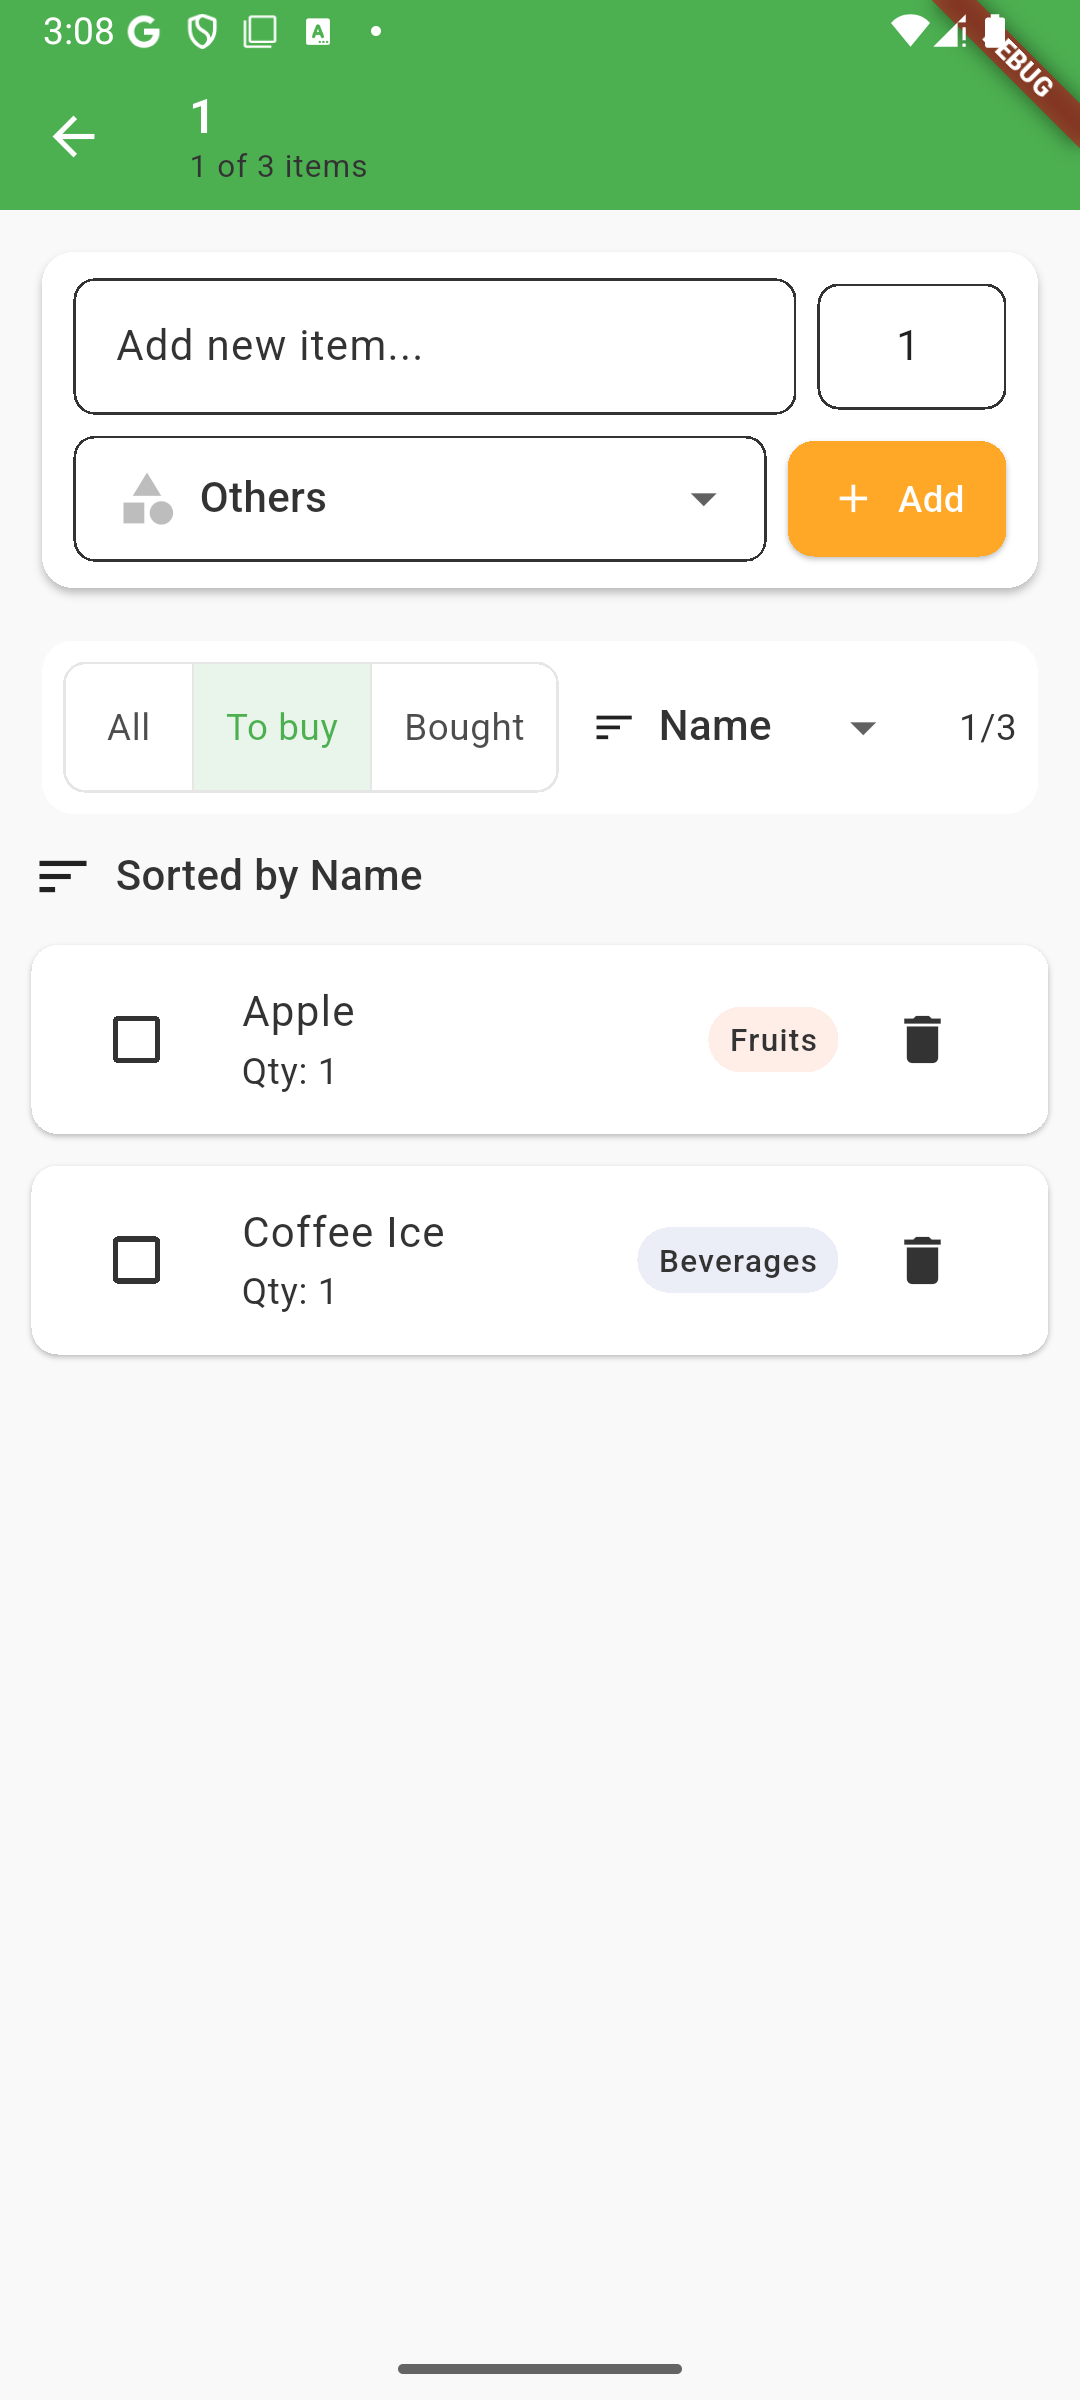 3:08
EBUG
1
1 of 3 items
Add new item...
1
Others
Add
All
To buy
Bought
Name
1/3
Sorted by Name
Apple
Qty: 1
Fruits
Coffee Ice
Qty: 1
Beverages